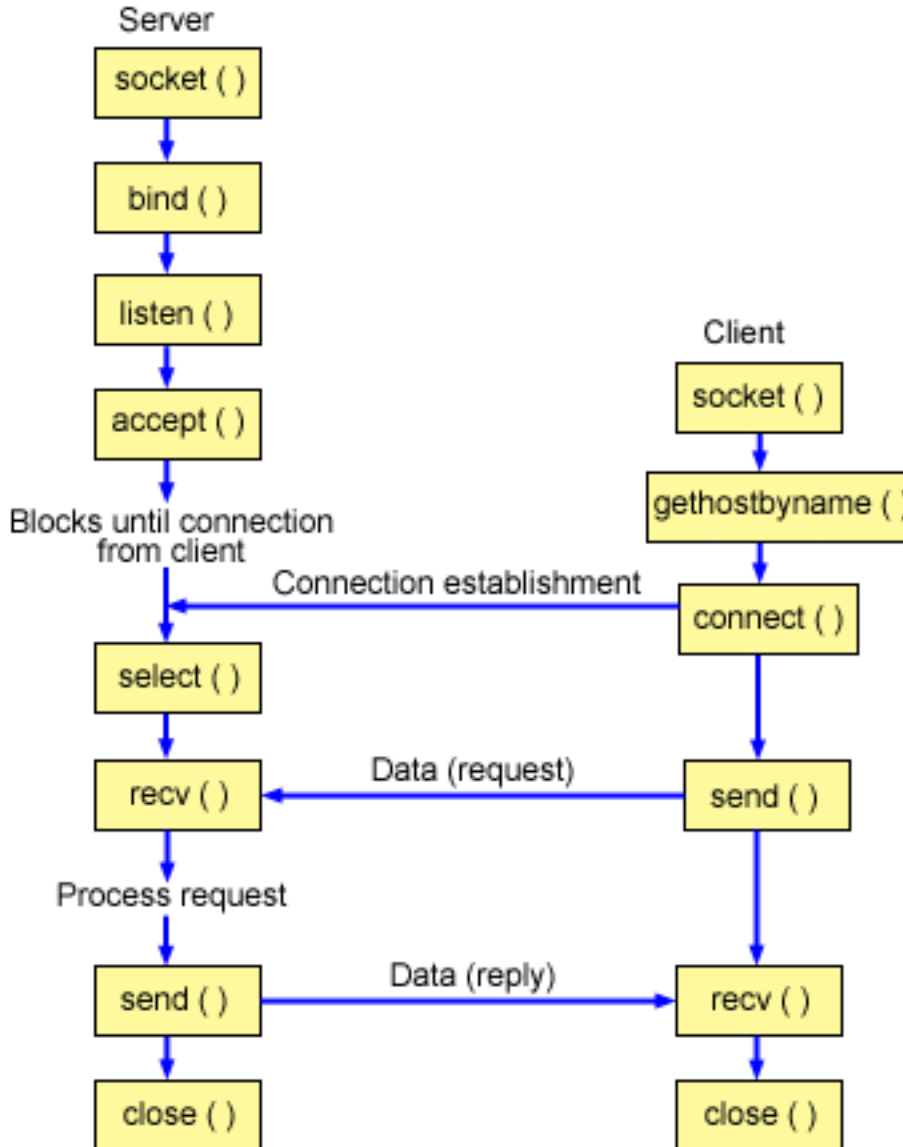 Server
socket ( )
bind ( )
listen ( )
accept ( )
Blocks until connection
from client
select ( )
recv ( )
Process request
send ( )
close ( )
Client
socket ( )
gethostbyname ( )
connect ( )
send ( )
recv ( )
close ( )
Connection establishment
Data (request)
Data (reply)